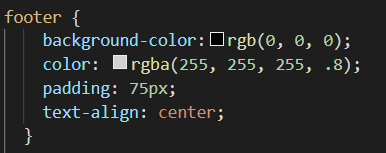 footer {
background-color: rgb(0, 0, 0);
color: rgba(255, 255, 255, .8);
padding: 75px;
text-align: center;
}